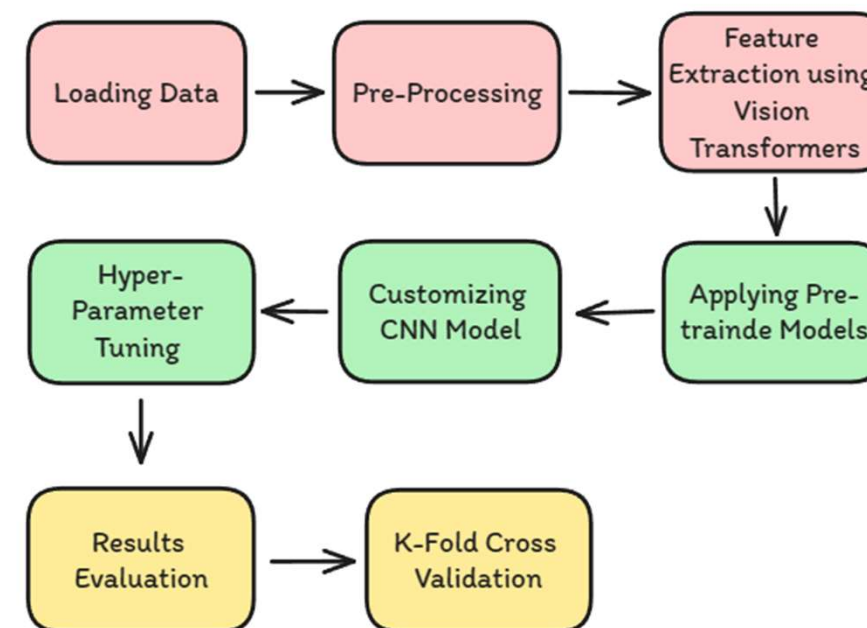 Loading Data
Pre-Processing
Feature
Extraction using
Vision
Transformers
Hyper-
Parameter
Tuning
Customizing
CNN Model
Applying Pre-
trainde Models
Results
Evaluation
K-Fold Cross
Validation